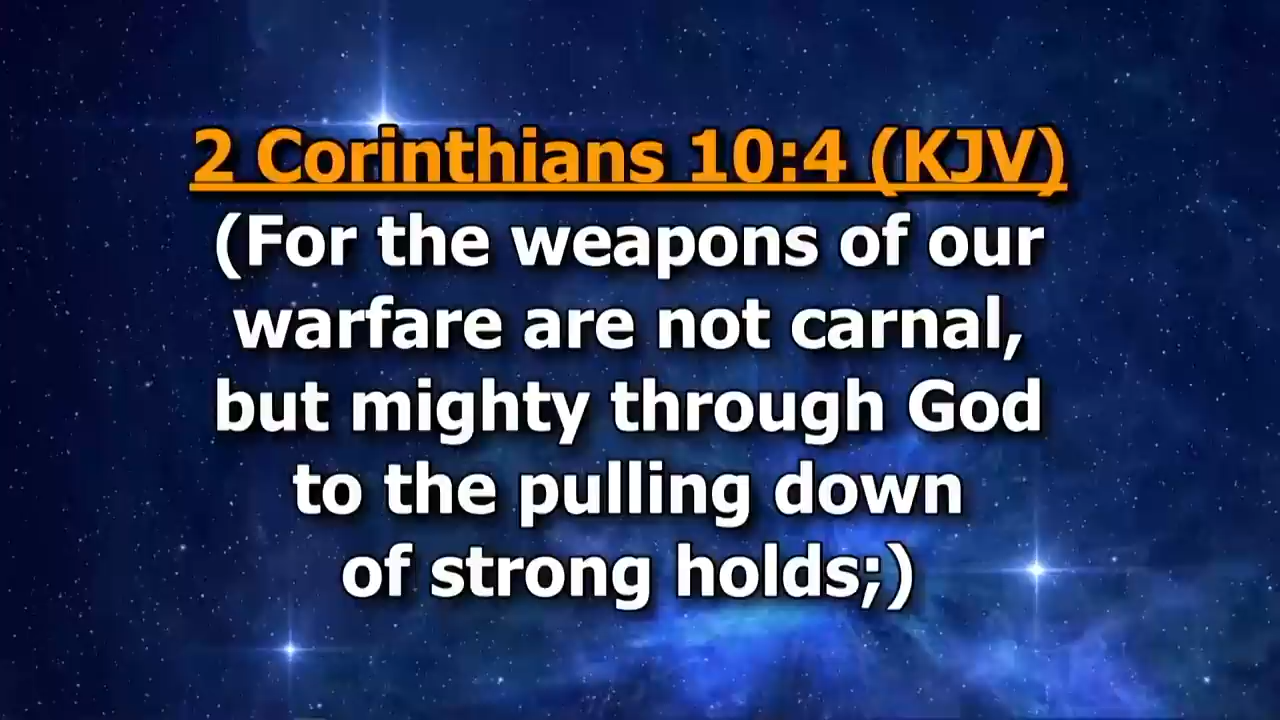 2 Corinthians 10:4 (KJV)
(For the weapons of our
warfare are not carnal,
but mighty through God
to the pulling down
of strong holds;)